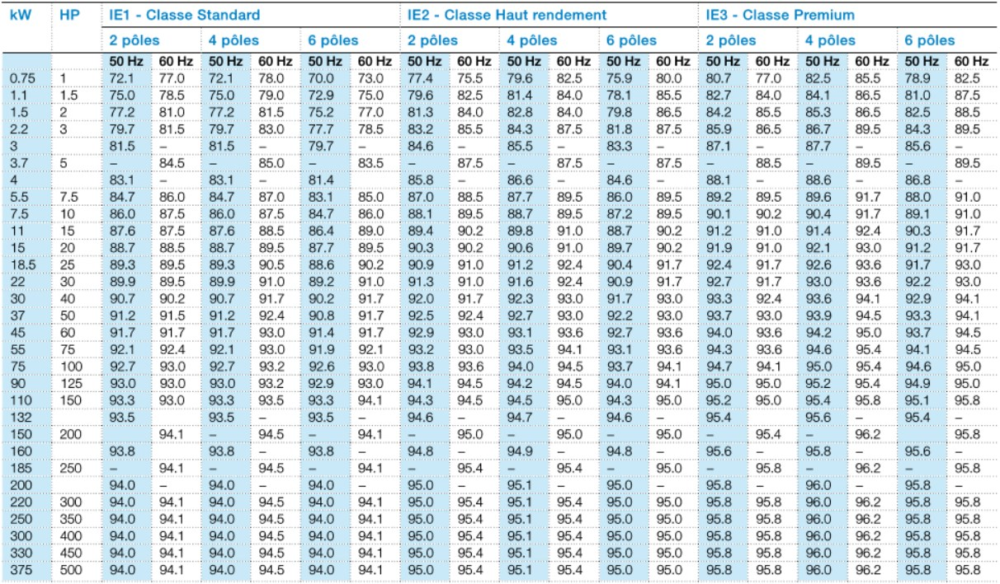 kW HP IE1 - Classe Standard IE2 - Classe Haut rendement IE3 - Classe Premium
2 pôles 4 pôles 6 pôles 2 pôles 4 pôles 6 pôles 2 pôles 4 pôles 6 pôles
50 Hz 60 Hz 50 Hz 60 Hz 50 Hz 60 Hz 50 Hz 60 Hz 50 Hz 60 Hz 50 Hz 60 Hz 50 Hz 60 Hz 50 Hz 60 Hz 50 Hz 60 Hz
0.75 1 72.1 77.0 72.1 78.0 70.0 73.0 77.4 75.5 79.6 82.5 75.9 80.0 80.7 77.0 82.5 85.5 78.9 82.5
1.1 1.5 75.0 78.5 75.0 79.0 72.9 75.0 79.6 82.5 81.4 84.0 78.1 85.5 82.7 84.0 84.1 86.5 81.0 87.5
1.5 2 77.2 81.0 77.2 81.5 75.2 77.0 81.3 84.0 82.8 84.0 79.8 86.5 84.2 85.5 85.3 86.5 82.5 88.5
2.2 3 79.7 81.5 79.7 83.0 77.7 78.5 83.2 85.5 84.3 87.5 81.8 87.5 85.9 86.5 86.7 89.5 84.3 89.5
3 81.5 – 81.5 – 79.7 – 84.6 – 85.5 – 83.3 – 87.1 – 87.7 – 85.6 –
3.7 5 – 84.5 – 85.0 – 83.5 – 87.5 – 87.5 – 87.5 – 88.5 – 89.5 – 89.5
4 83.1 – 83.1 – 81.4 85.8 – 86.6 – 84.6 – 88.1 – 88.6 – 86.8 –
5.5 7.5 84.7 86.0 84.7 87.0 83.1 85.0 87.0 88.5 87.7 89.5 86.0 89.5 89.2 89.5 89.6 91.7 88.0 91.0
7.5 10 86.0 87.5 86.0 87.5 84.7 86.0 88.1 89.5 88.7 89.5 87.2 89.5 90.1 90.2 90.4 91.7 89.1 91.0
11 15 87.6 87.5 87.6 88.5 86.4 89.0 89.4 90.2 89.8 91.0 88.7 90.2 91.2 91.0 91.4 92.4 90.3 91.7
15 20 88.7 88.5 88.7 89.5 87.7 89.5 90.3 90.2 90.6 91.0 89.7 90.2 91.9 91.0 92.1 93.0 91.2 91.7
18.5 25 89.3 89.5 89.3 90.5 88.6 90.2 90.9 91.0 91.2 92.4 90.4 91.7 92.4 91.7 92.6 93.6 91.7 93.0
22 30 89.9 89.5 89.9 91.0 89.2 91.0 91.3 91.0 91.6 92.4 90.9 91.7 92.7 91.7 93.0 93.6 92.2 93.0
30 40 90.7 90.2 90.7 91.7 90.2 91.7 92.0 91.7 92.3 93.0 91.7 93.0 93.3 92.4 93.6 94.1 92.9 94.1
37 50 91.2 91.5 91.2 92.4 90.8 91.7 92.5 92.4 92.7 93.0 92.2 93.0 93.7 93.0 93.9 94.5 93.3 94.1
45 60 91.7 91.7 91.7 93.0 91.4 91.7 92.9 93.0 93.1 93.6 92.7 93.6 94.0 93.6 94.2 95.0 93.7 94.5
55 75 92.1 92.4 92.1 93.0 91.9 92.1 93.2 93.0 93.5 94.1 93.1 93.6 94.3 93.6 94.6 95.4 94.1 94.5
75 100 92.7 93.0 92.7 93.2 92.6 93.0 93.8 93.6 94.0 94.5 93.7 94.1 94.7 94.1 95.0 95.4 94.6 95.0
90 125 93.0 93.0 93.0 93.2 92.9 93.0 94.1 94.5 94.2 94.5 94.0 94.1 95.0 95.0 95.2 95.4 94.9 95.0
110 150 93.3 93.0 93.3 93.5 93.3 94.1 94.3 94.5 94.5 95.0 94.3 95.0 95.2 95.0 95.4 95.8 95.1 95.8
132 93.5 93.5 – 93.5 – 94.6 – 94.7 – 94.6 – 95.4 95.6 – 95.4 –
150 200 94.1 – 94.5 – 94.1 – 95.0 – 95.0 – 95.0 – 95.4 – 96.2 95.8
160 93.8 93.8 – 93.8 – 94.8 – 94.9 – 94.8 – 95.6 – 95.8 – 95.6 –
185 250 – 94.1 – 94.5 – 94.1 – 95.4 – 95.4 – 95.0 – 95.8 – 96.2 – 95.8
200 94.0 – 94.0 – 94.0 – 95.0 – 95.1 – 95.0 – 95.8 – 96.0 – 95.8 –
220 300 94.0 94.1 94.0 94.5 94.0 94.1 95.0 95.4 95.1 95.4 95.0 95.0 95.8 95.8 96.0 96.2 95.8 95.8
250 350 94.0 94.1 94.0 94.5 94.0 94.1 95.0 95.4 95.1 95.4 95.0 95.0 95.8 95.8 96.0 96.2 95.8 95.8
300 400 94.0 94.1 94.0 94.5 94.0 94.1 95.0 95.4 95.1 95.4 95.0 95.0 95.8 95.8 96.0 96.2 95.8 95.8
330 450 94.0 94.1 94.0 94.5 94.0 94.1 95.0 95.4 95.1 95.4 95.0 95.0 95.8 95.8 96.0 96.2 95.8 95.8
375 500 94.0 94.1 94.0 94.5 94.0 94.1 95.0 95.4 95.1 95.4 95.0 95.0 95.8 95.8 96.0 96.2 95.8 95.8